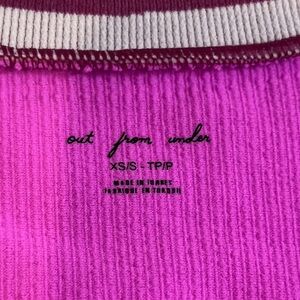 out from under
XS/S - TP/P
MADE IN TURKEY
FABRIQUÉ EN TURQUIE